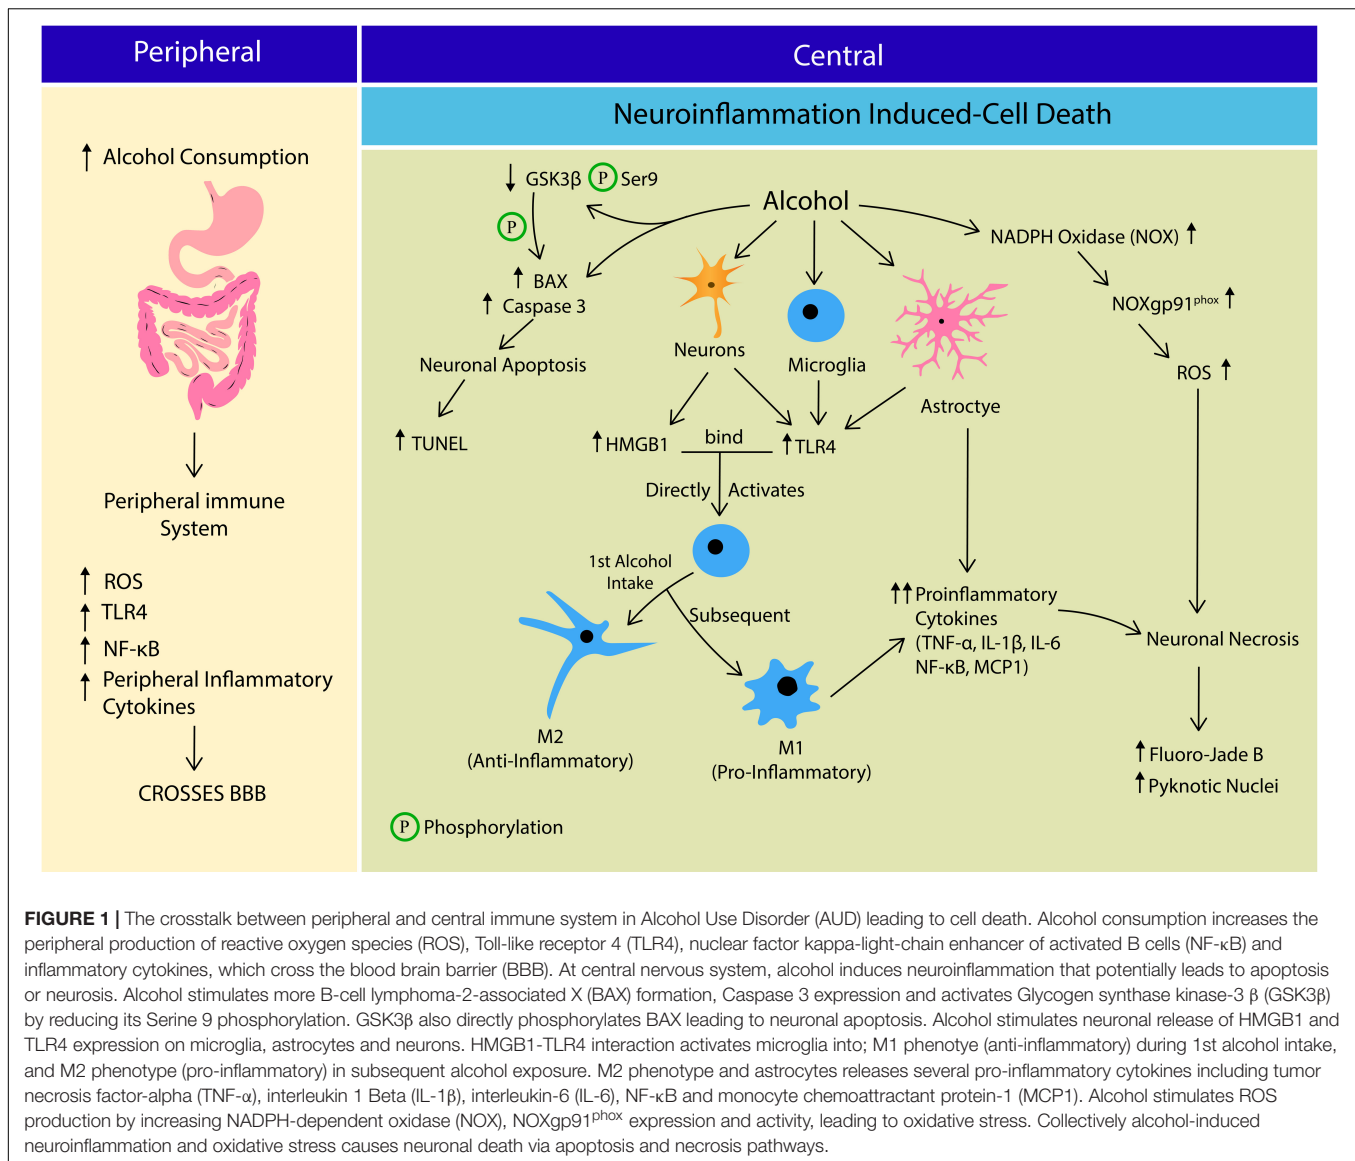 Peripheral
Central
Neuroinflammation Induced-Cell Death
Alcohol Consumption
Peripheral immune
System
ROS
TLR4
NF-κB
Peripheral Inflammatory
Cytokines
CROSSES BBB
GSK3β P Ser9
P
BAX
Caspase 3
Neuronal Apoptosis
TUNEL
Alcohol
Neurons
Microglia
Astroctye
NADPH Oxidase (NOX)
NOXgp91phox
ROS
HMGB1
bind
TLR4
Directly Activates
1st Alcohol
Intake
Subsequent
M2
(Anti-Inflammatory)
M1
(Pro-Inflammatory)
Proinflammatory
Cytokines
(TNF-α, IL-1β, IL-6
NF-κB, MCP1)
Neuronal Necrosis
Fluoro-Jade B
Pyknotic Nuclei
P Phosphorylation
FIGURE 1 | The crosstalk between peripheral and central immune system in Alcohol Use Disorder (AUD) leading to cell death. Alcohol consumption increases the
peripheral production of reactive oxygen species (ROS), Toll-like receptor 4 (TLR4), nuclear factor kappa-light-chain enhancer of activated B cells (NF-κB) and
inflammatory cytokines, which cross the blood brain barrier (BBB). At central nervous system, alcohol induces neuroinflammation that potentially leads to apoptosis
or neurosis. Alcohol stimulates more B-cell lymphoma-2-associated X (BAX) formation, Caspase 3 expression and activates Glycogen synthase kinase-3 β (GSK3β)
by reducing its Serine 9 phosphorylation. GSK3β also directly phosphorylates BAX leading to neuronal apoptosis. Alcohol stimulates neuronal release of HMGB1 and
TLR4 expression on microglia, astrocytes and neurons. HMGB1-TLR4 interaction activates microglia into; M1 phenotye (anti-inflammatory) during 1st alcohol intake,
and M2 phenotype (pro-inflammatory) in subsequent alcohol exposure. M2 phenotype and astrocytes releases several pro-inflammatory cytokines including tumor
necrosis factor-alpha (TNF-α), interleukin 1 Beta (IL-1β), interleukin-6 (IL-6), NF-κB and monocyte chemoattractant protein-1 (MCP1). Alcohol stimulates ROS
production by increasing NADPH-dependent oxidase (NOX), NOXgp91phox expression and activity, leading to oxidative stress. Collectively alcohol-induced
neuroinflammation and oxidative stress causes neuronal death via apoptosis and necrosis pathways.